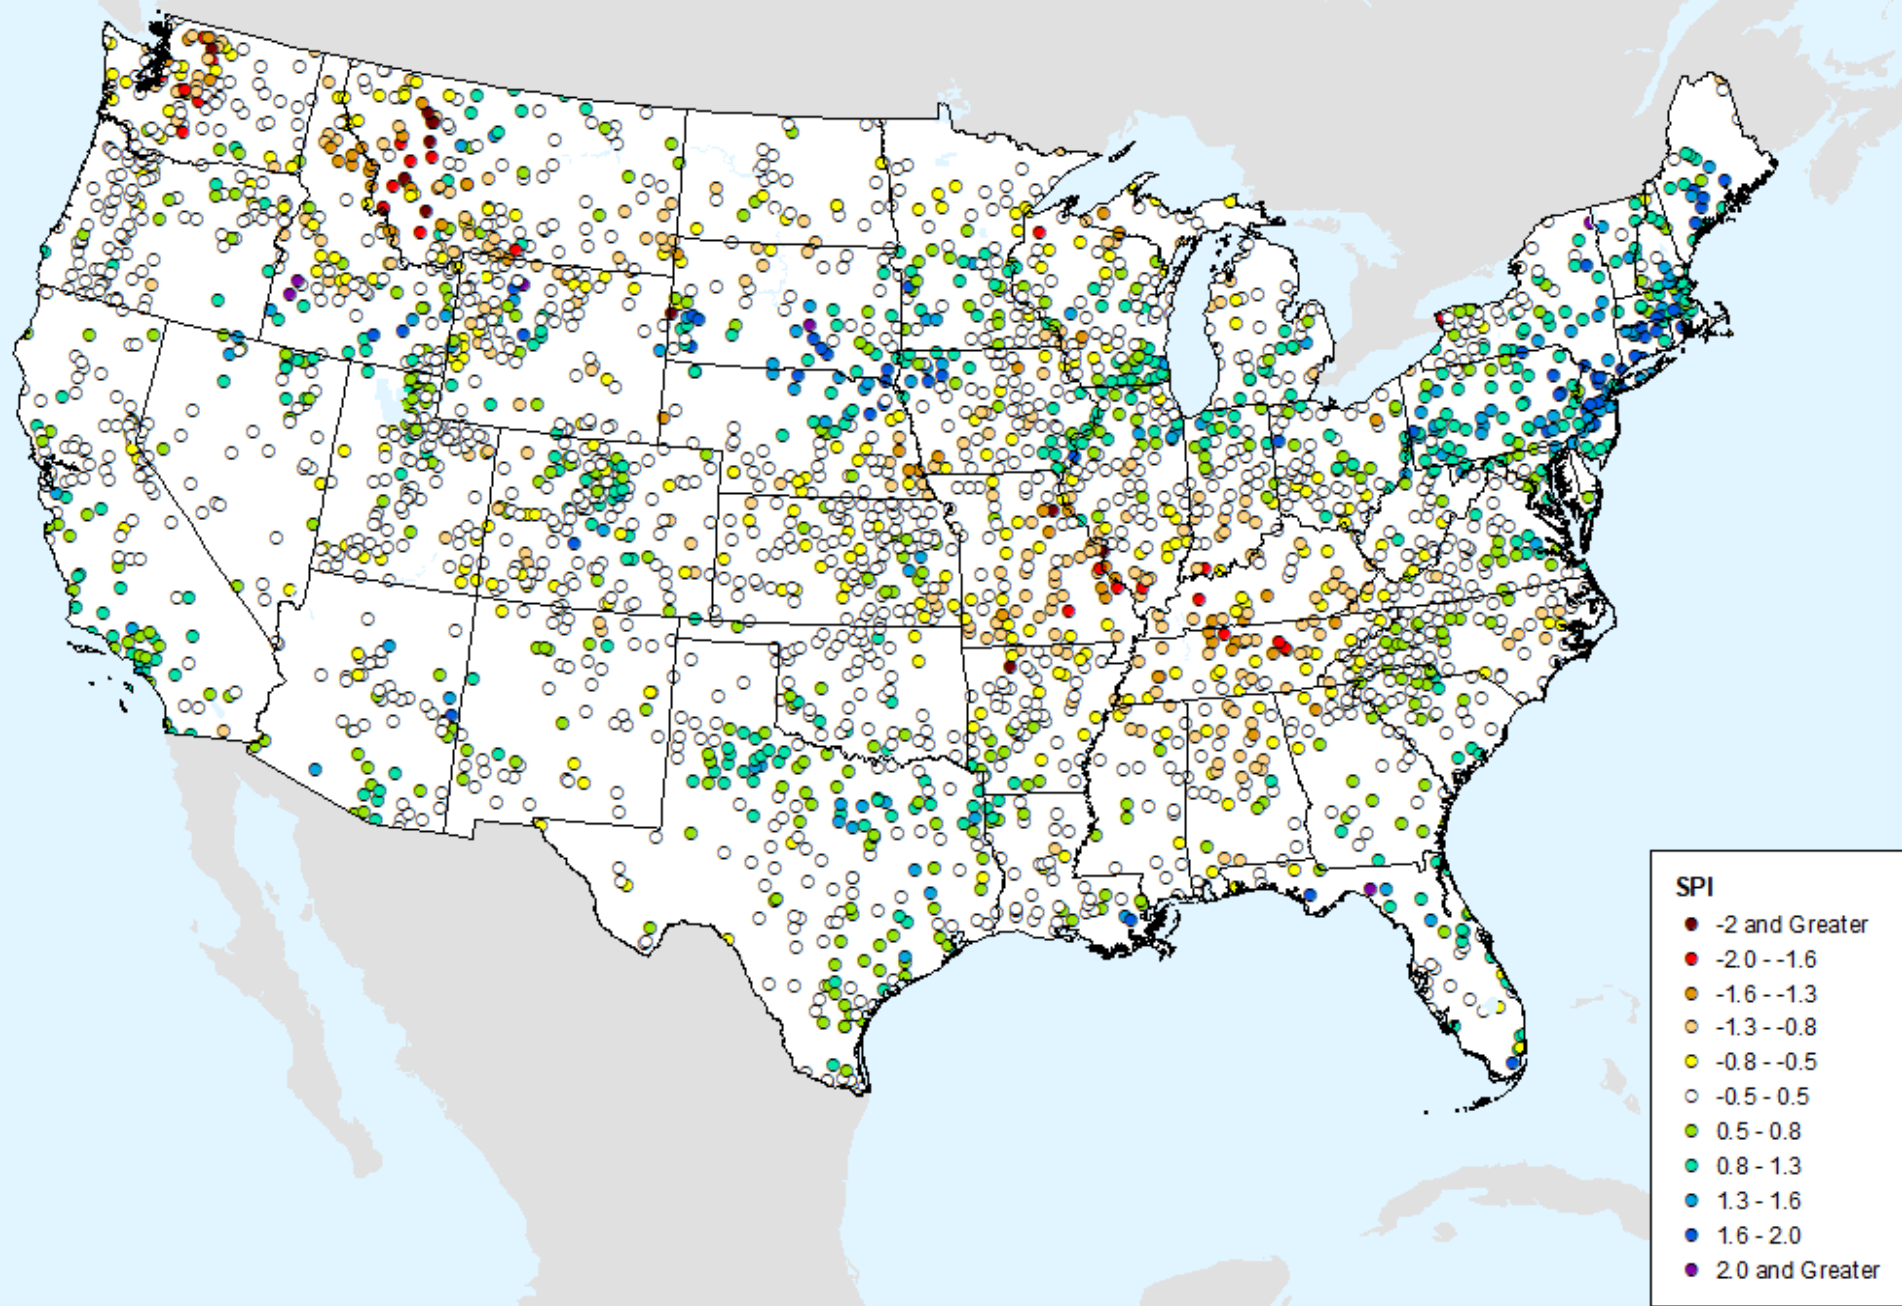 SPI
-2 and Greater
-2.0 - -1.6
-1.6 - -1.3
-1.3 - -0.8
-0.8 - -0.5
-0.5 - 0.5
0.5 - 0.8
0.8 - 1.3
1.3 - 1.6
1.6 - 2.0
2.0 and Greater